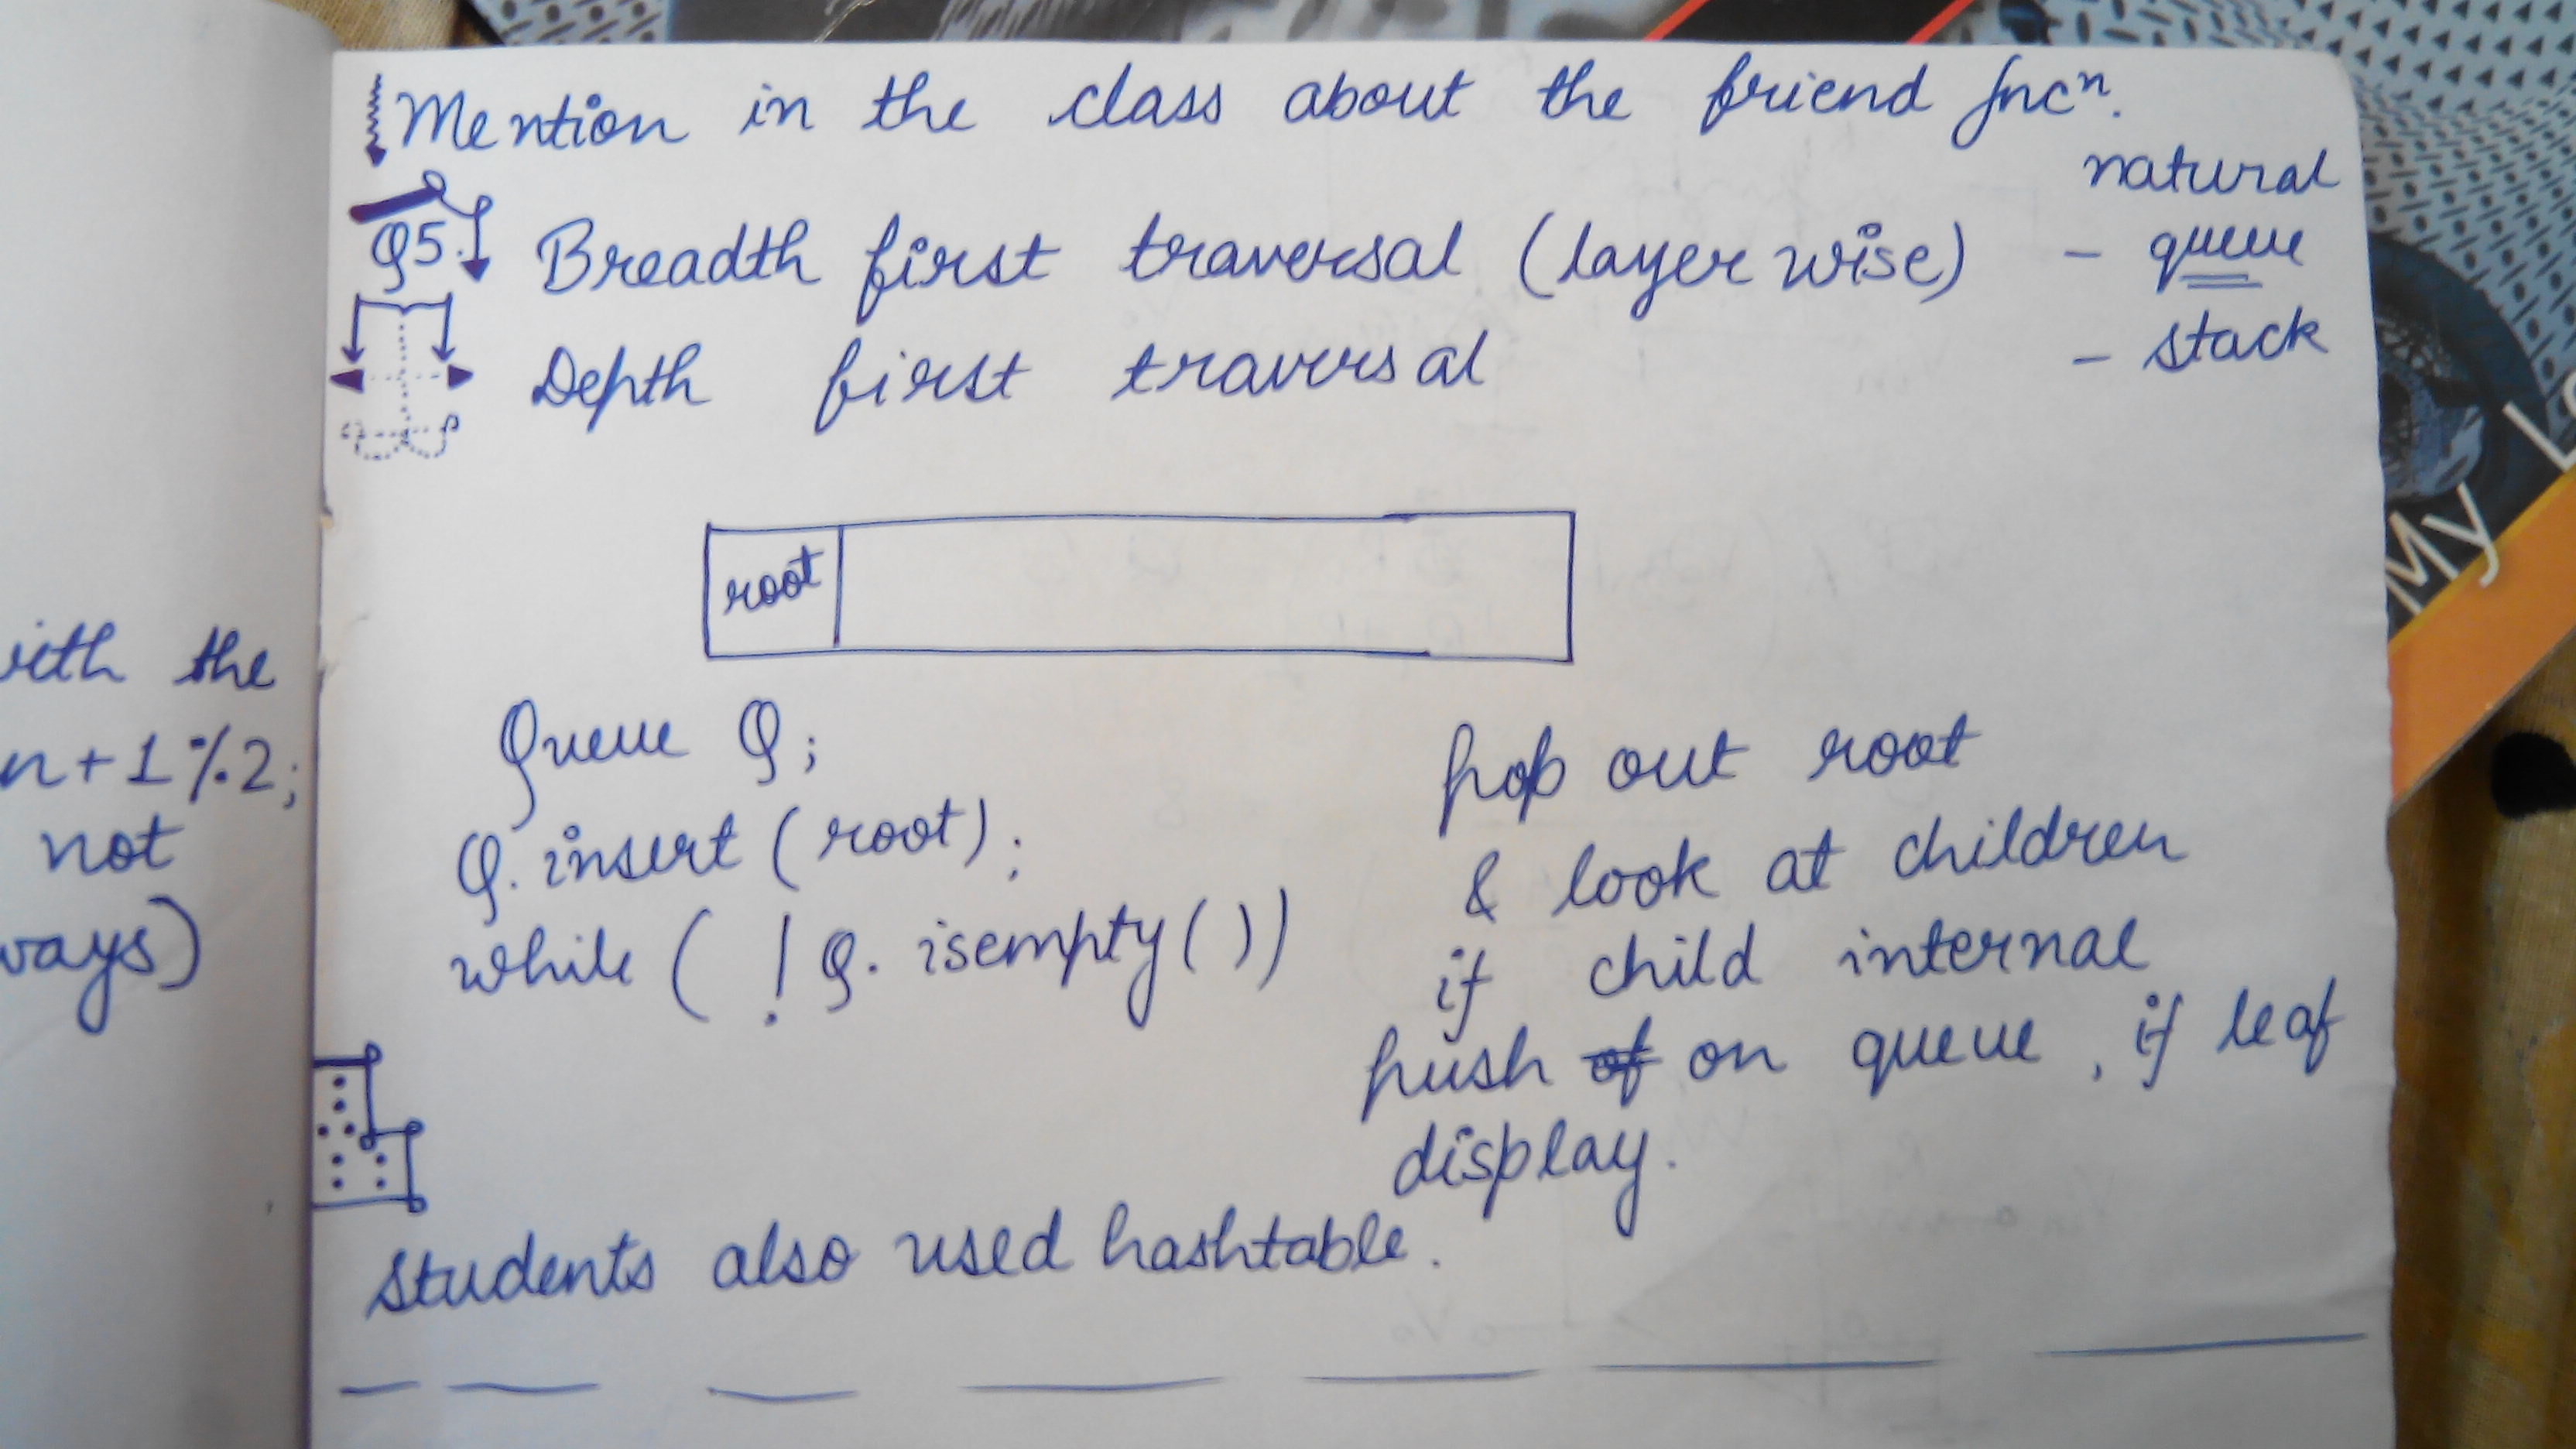 Mention in the class about the friend fncⁿ.
natural
Q5. Breadth first traversal (layer wise) - queue
Depth first traversal - stack
root
Queue Q;
Q.insert (root);
while ( ! Q. isempty())
pop out root
& look at children
if child internal
push of on queue, if leaf
display.
students also used hashtable.
with the
n+1%2;
not
ways)
My